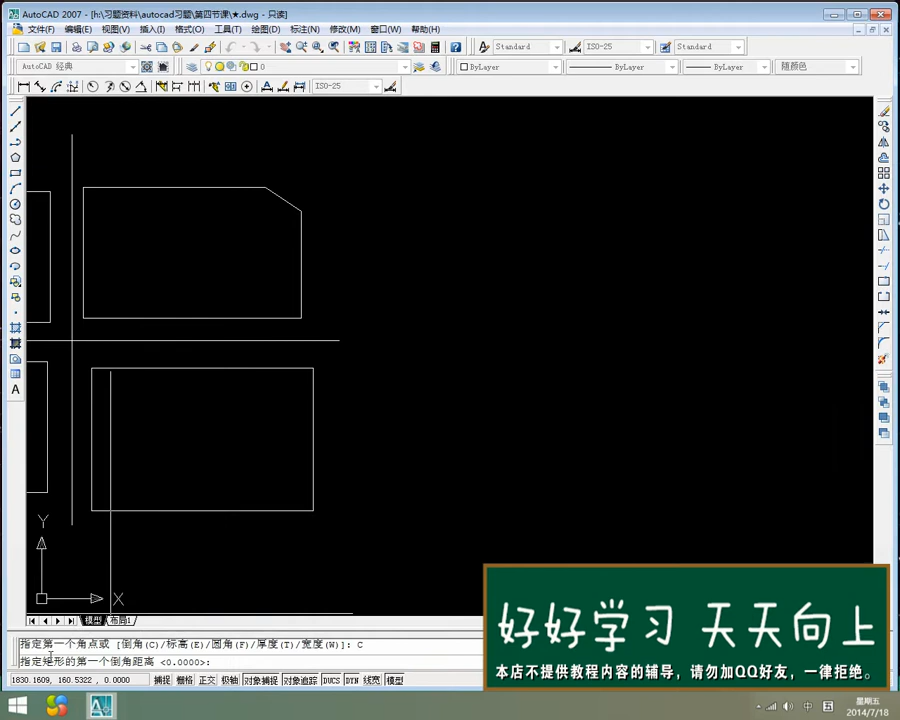 AutoCAD 2007 - [h:\习题资料\autocad习题\第四节课\★.dwg - 只读]
文件(F) 编辑(E) 视图(V) 插入(I) 格式(O) 工具(T) 绘图(D) 标注(N) 修改(M) 窗口(W) 帮助(H)
Standard ISO-25 Standard
AutoCAD 经典 0 ByLayer ByLayer ByLayer 随颜色
ISO-25
A
Y
X
模型 布局1
指定第一个角点或 [倒角(C)/标高(E)/圆角(F)/厚度(T)/宽度(W)]: C
指定矩形的第一个倒角距离 <0.0000>:
1830.1609, 160.5322 , 0.0000 捕捉 栅格 正交 极轴 对象捕捉 对象追踪 DUCS DYN 线宽 模型
好好学习 天天向上
本店不提供教程内容的辅导，请勿加QQ好友，一律拒绝。
中
星期五
2014/7/18